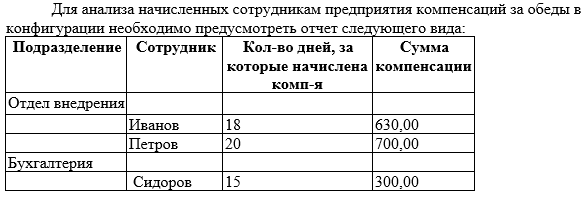 Для анализа начисленных сотрудникам предприятия компенсаций за обеды в
конфигурации необходимо предусмотреть отчет следующего вида:
Подразделение Сотрудник Кол-во дней, за Сумма
которые начислена компенсации
комп-я
Отдел внедрения
Иванов 18 630,00
Петров 20 700,00
Бухгалтерия
Сидоров 15 300,00